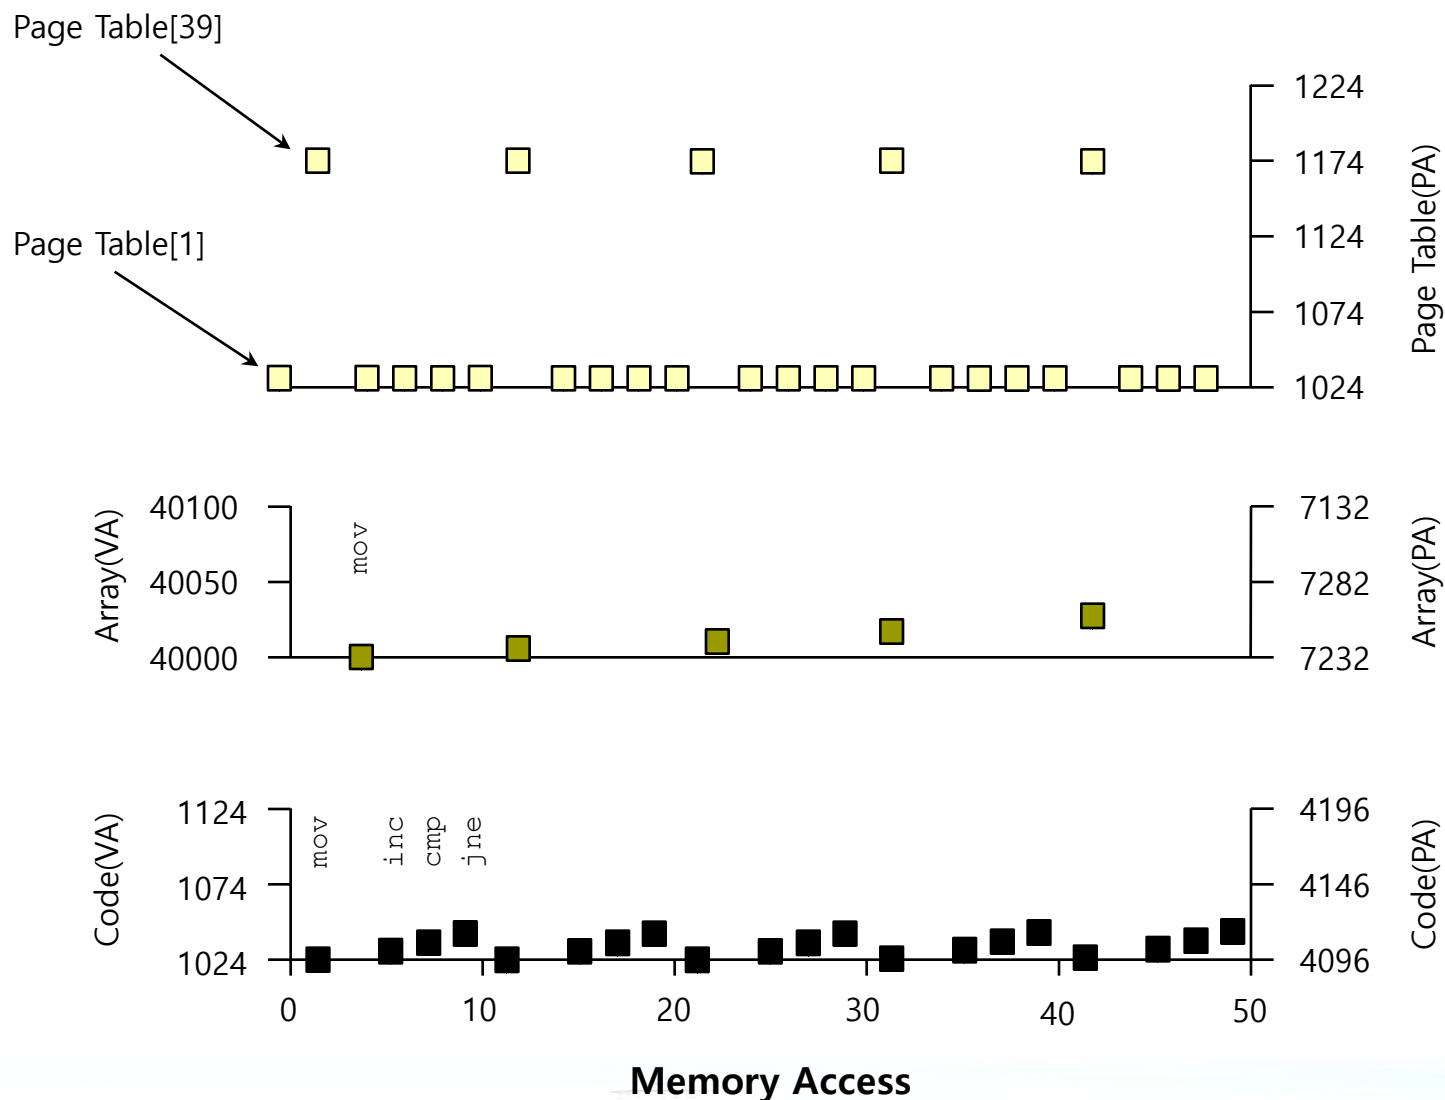 Page Table[39]
1224
1174
1124
1074
1024
Page Table(PA)
Page Table[1]
Array(VA)
40100
40050
40000
mov
7132
7282
7232
Array(PA)
Code(VA)
1124
1074
1024
mov
inc
cmp
jne
4196
4146
4096
Code(PA)
0
10
20
30
40
50
Memory Access